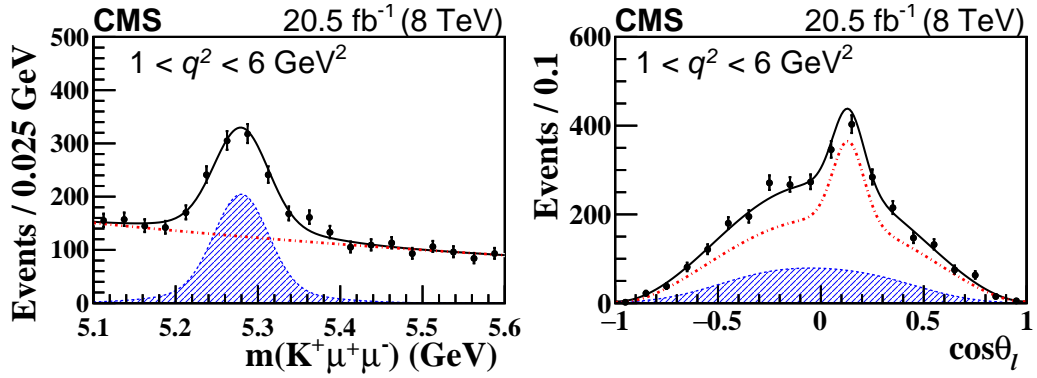 CMS 20.5 fb⁻¹ (8 TeV)
1 < q² < 6 GeV²
Events / 0.025 GeV
500
400
300
200
100
0
5.1 5.2 5.3 5.4 5.5 5.6
m(K⁺μ⁺μ⁻) (GeV)
CMS 20.5 fb⁻¹ (8 TeV)
1 < q² < 6 GeV²
Events / 0.1
600
400
200
0
−1 −0.5 0 0.5 1
cosθₗ